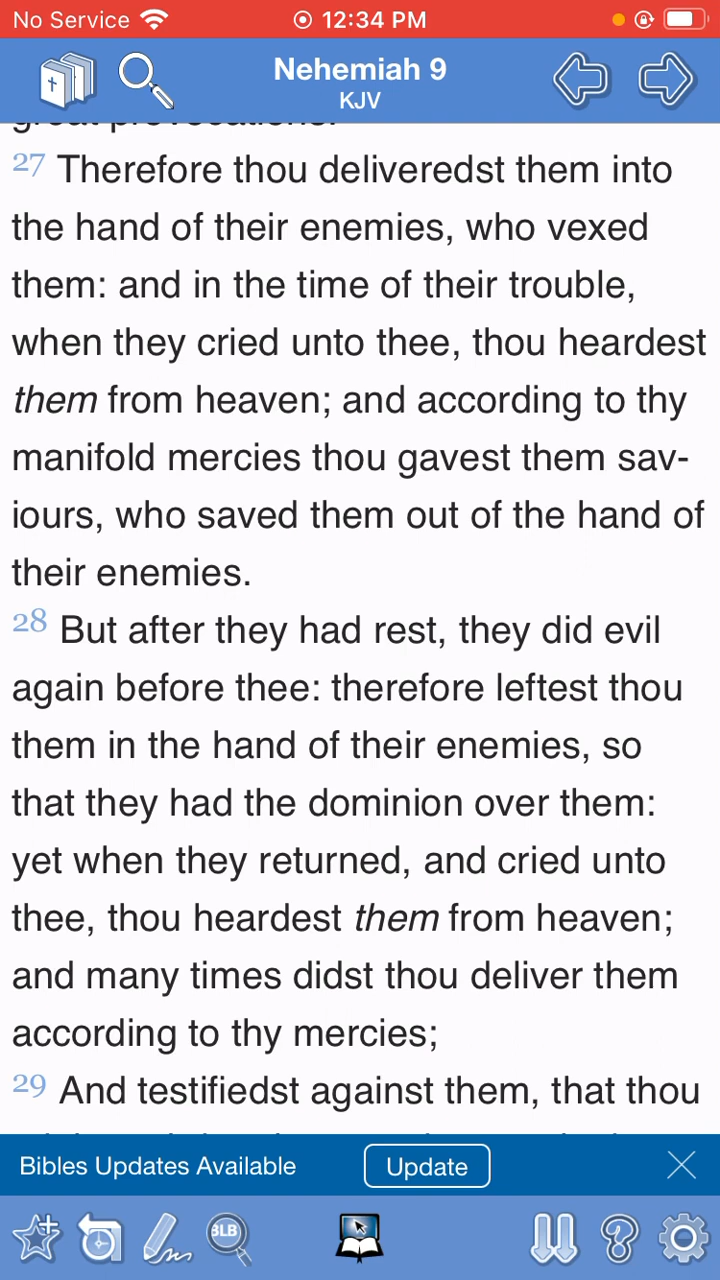 No Service 12:34 PM
Nehemiah 9
KJV
great provocations.
27 Therefore thou deliveredst them into
the hand of their enemies, who vexed
them: and in the time of their trouble,
when they cried unto thee, thou heardest
them from heaven; and according to thy
manifold mercies thou gavest them sav-
iours, who saved them out of the hand of
their enemies.
28 But after they had rest, they did evil
again before thee: therefore leftest thou
them in the hand of their enemies, so
that they had the dominion over them:
yet when they returned, and cried unto
thee, thou heardest them from heaven;
and many times didst thou deliver them
according to thy mercies;
29 And testifiedst against them, that thou
Bibles Updates Available Update
BLB